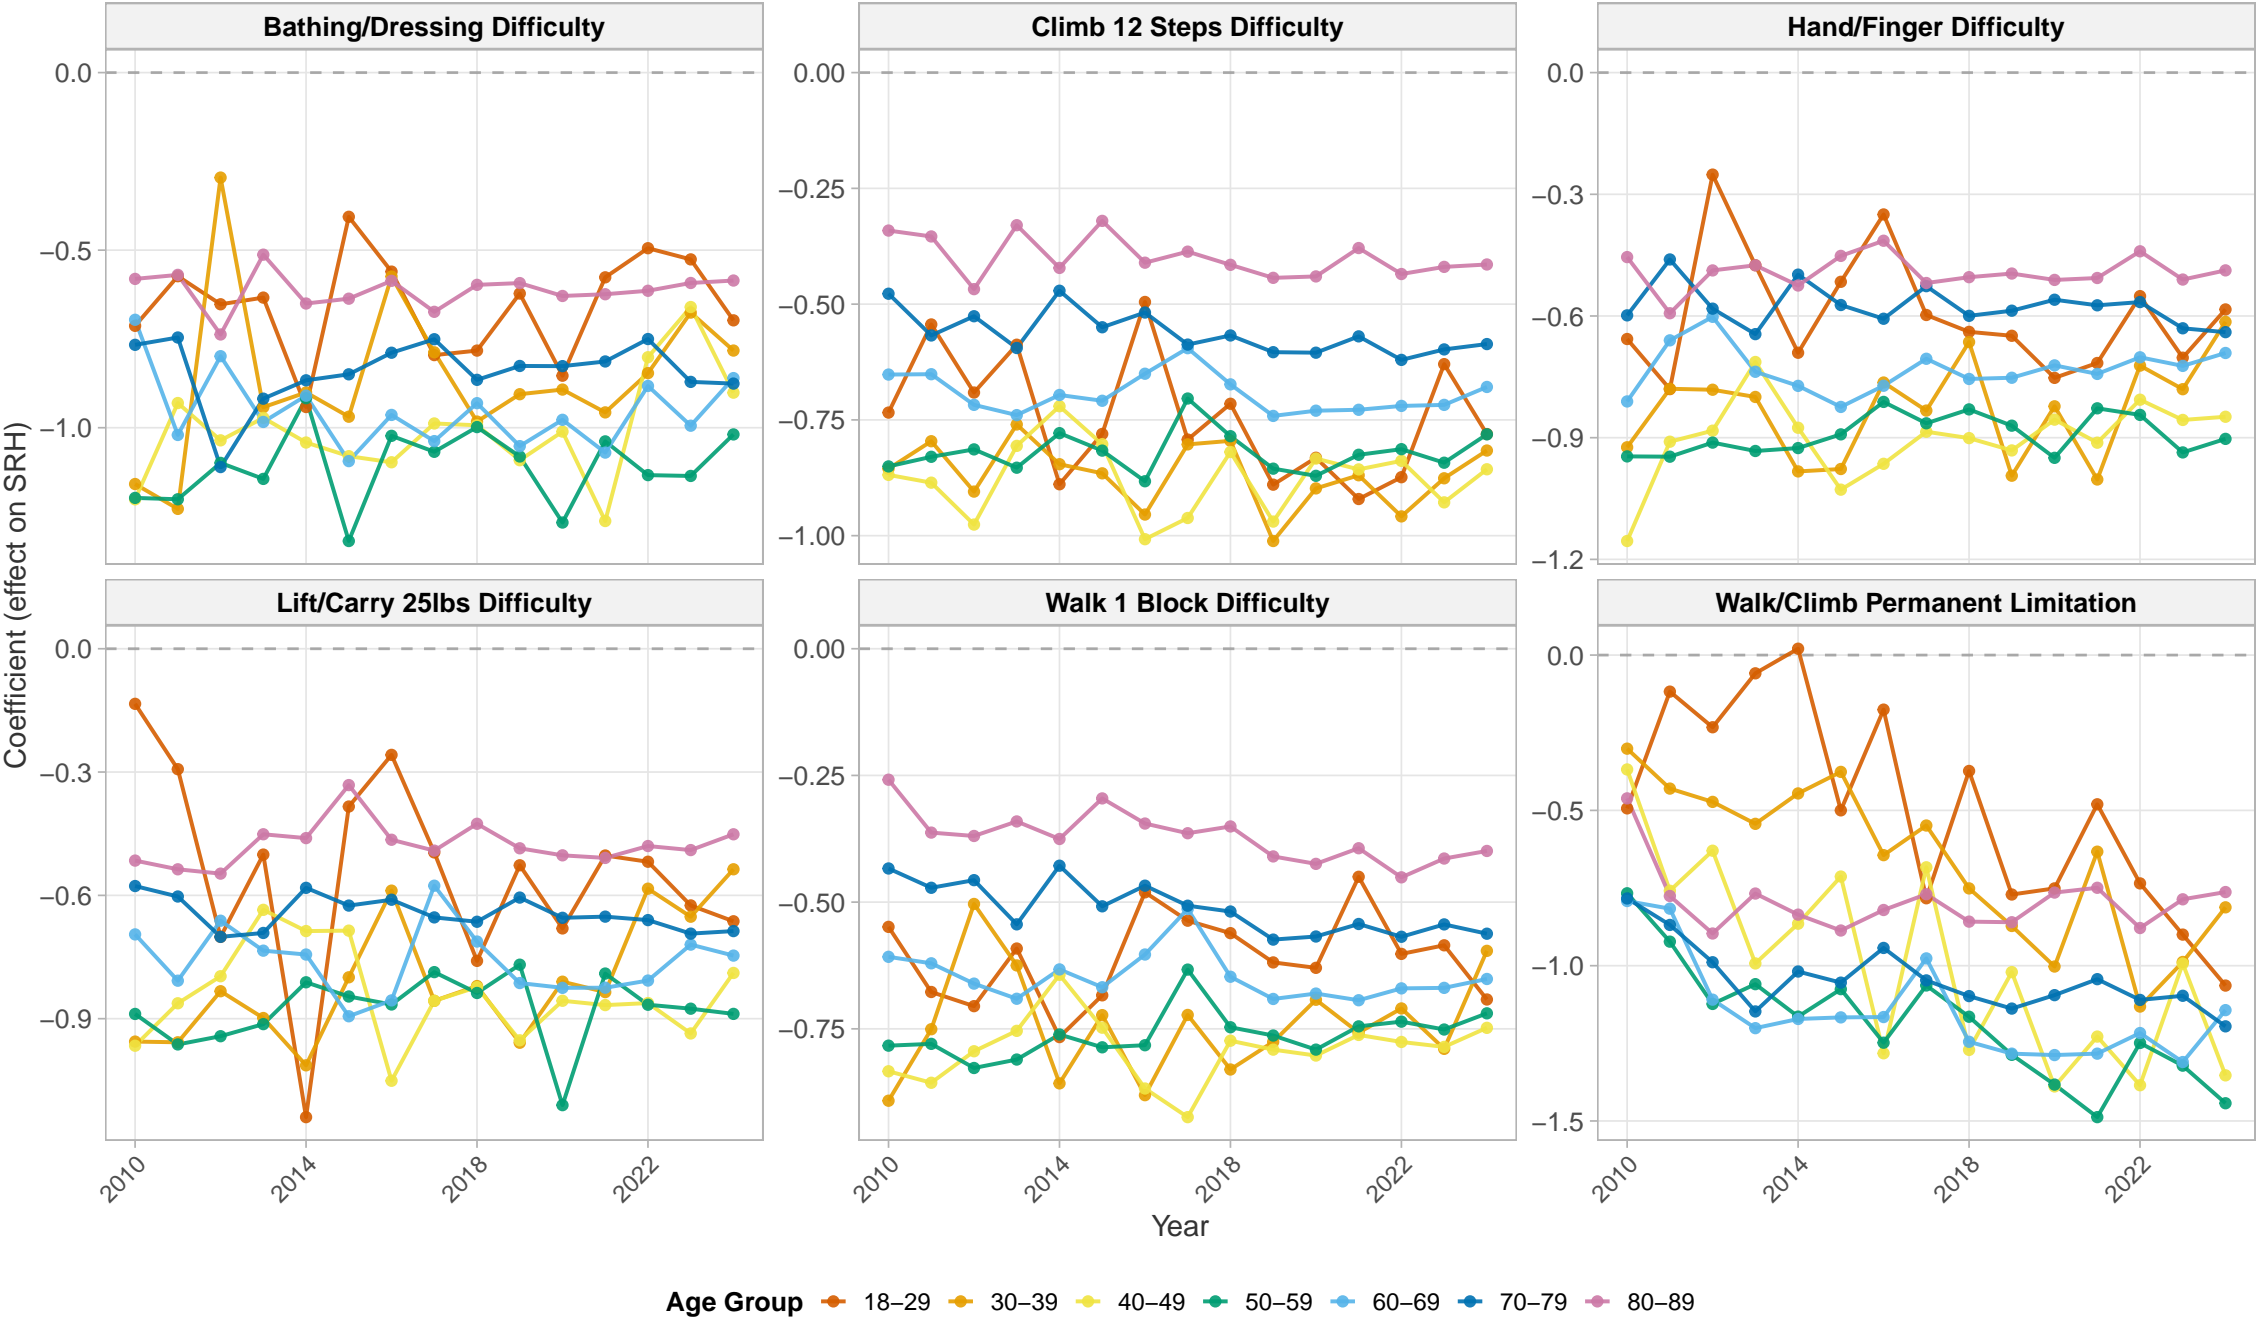 Bathing/Dressing Difficulty
Climb 12 Steps Difficulty
Hand/Finger Difficulty
0.0
−0.5
−1.0
0.00
−0.25
−0.50
−0.75
−1.00
0.0
−0.3
−0.6
−0.9
−1.2
Coefficient (effect on SRH)
Lift/Carry 25lbs Difficulty
Walk 1 Block Difficulty
Walk/Climb Permanent Limitation
0.0
−0.3
−0.6
−0.9
0.00
−0.25
−0.50
−0.75
0.0
−0.5
−1.0
−1.5
2010 2014 2018 2022
2010 2014 2018 2022
2010 2014 2018 2022
Year
Age Group 18−29 30−39 40−49 50−59 60−69 70−79 80−89